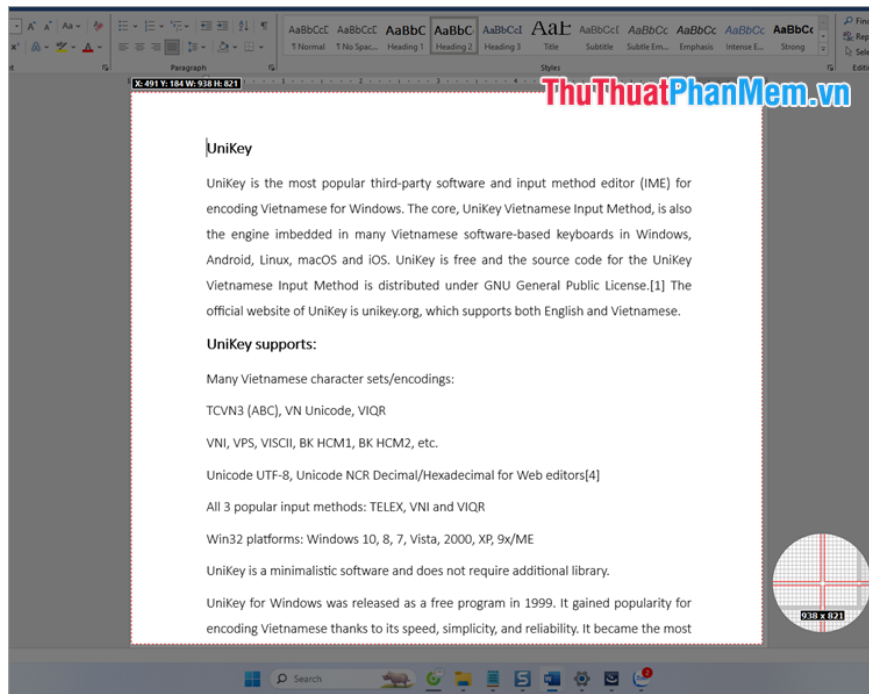 Aa
AaBbCcDc AaBbCcDc AaBbC AaBbC AaBbCcI AaB AaBbCcD AaBbCc AaBbCc AaBbCc AaBbCc
¶ Normal ¶ No Spac... Heading 1 Heading 2 Heading 3 Title Subtitle Subtle Em... Emphasis Intense E... Strong
Paragraph Styles
X: 491 Y: 184 W: 938 H: 821
ThuThuatPhanMem.vn
UniKey
UniKey is the most popular third-party software and input method editor (IME) for
encoding Vietnamese for Windows. The core, UniKey Vietnamese Input Method, is also
the engine imbedded in many Vietnamese software-based keyboards in Windows,
Android, Linux, macOS and iOS. UniKey is free and the source code for the UniKey
Vietnamese Input Method is distributed under GNU General Public License.[1] The
official website of UniKey is unikey.org, which supports both English and Vietnamese.
UniKey supports:
Many Vietnamese character sets/encodings:
TCVN3 (ABC), VN Unicode, VIQR
VNI, VPS, VISCII, BK HCM1, BK HCM2, etc.
Unicode UTF-8, Unicode NCR Decimal/Hexadecimal for Web editors[4]
All 3 popular input methods: TELEX, VNI and VIQR
Win32 platforms: Windows 10, 8, 7, Vista, 2000, XP, 9x/ME
UniKey is a minimalistic software and does not require additional library.
UniKey for Windows was released as a free program in 1999. It gained popularity for
encoding Vietnamese thanks to its speed, simplicity, and reliability. It became the most
938 x 821
Search